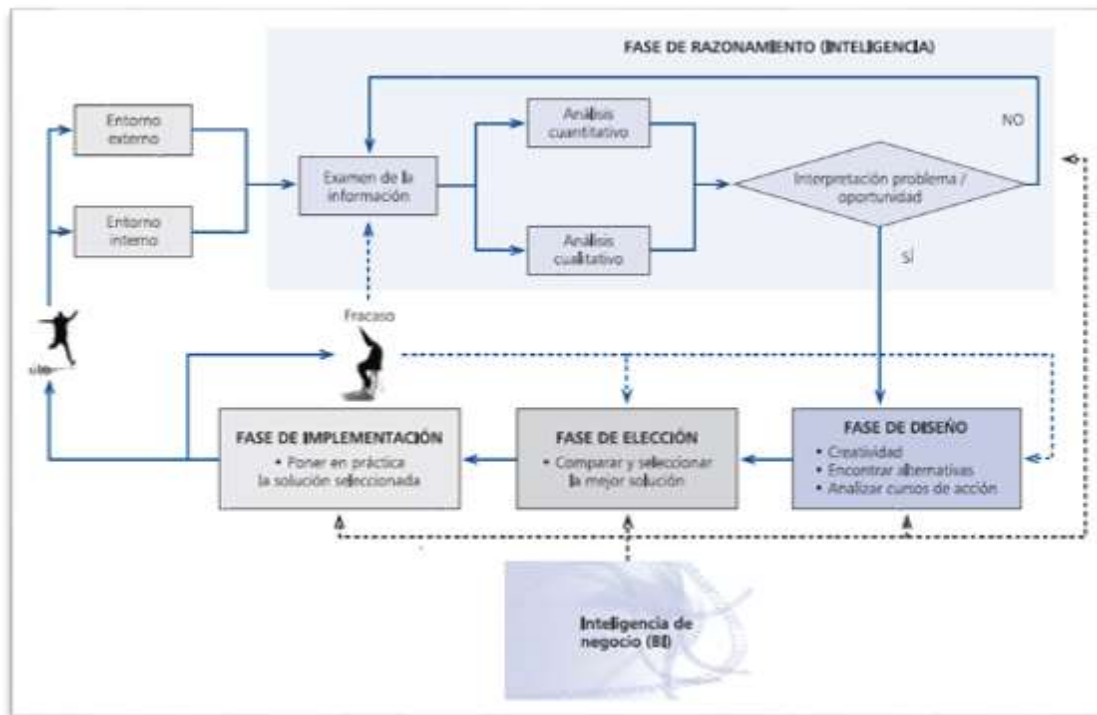 FASE DE RAZONAMIENTO (INTELIGENCIA)
Entorno
externo
Entorno
interno
Examen de la
información
Análisis
cuantitativo
Análisis
cualitativo
Interpretación problema /
oportunidad
NO
SÍ
Fracaso
FASE DE IMPLEMENTACIÓN
• Poner en práctica
la solución seleccionada
FASE DE ELECCIÓN
• Comparar y seleccionar
la mejor solución
FASE DE DISEÑO
• Creatividad
• Encontrar alternativas
• Analizar cursos de acción
Inteligencia de
negocio (BI)